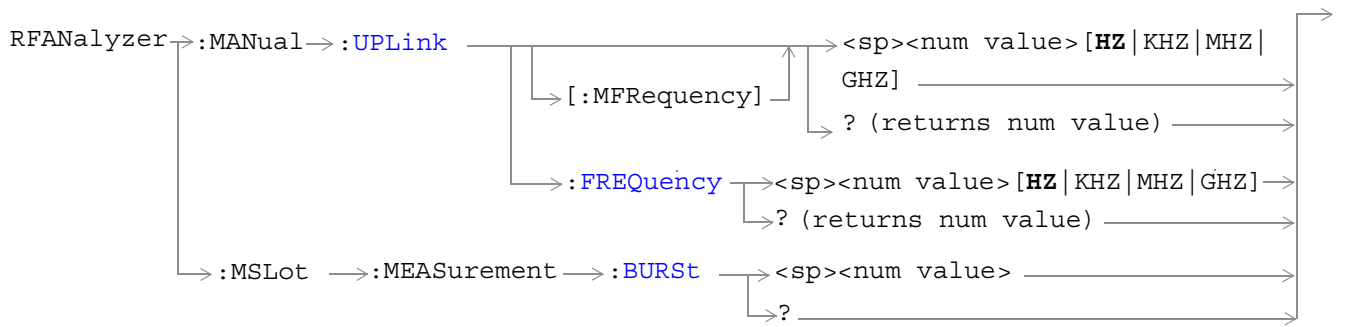 RFANalyzer :MANual :UPLink <sp><num value>[HZ|KHZ|MHZ|
GHZ]
[:MFRequency]
? (returns num value)
:FREQuency <sp><num value>[HZ|KHZ|MHZ|GHZ]
? (returns num value)
:MSLot :MEASurement :BURSt <sp><num value>
?